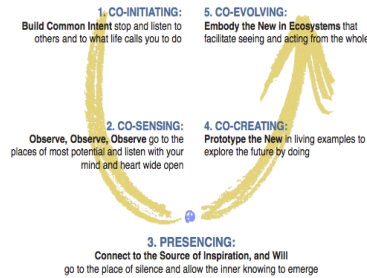 1. CO-INITIATING:
Build Common Intent stop and listen to
others and to what life calls you to do
2. CO-SENSING:
Observe, Observe, Observe go to the
places of most potential and listen with your
mind and heart wide open
3. PRESENCING:
Connect to the Source of Inspiration, and Will
go to the place of silence and allow the inner knowing to emerge
4. CO-CREATING:
Prototype the New in living examples to
explore the future by doing
5. CO-EVOLVING:
Embody the New in Ecosystems that
facilitate seeing and acting from the whole